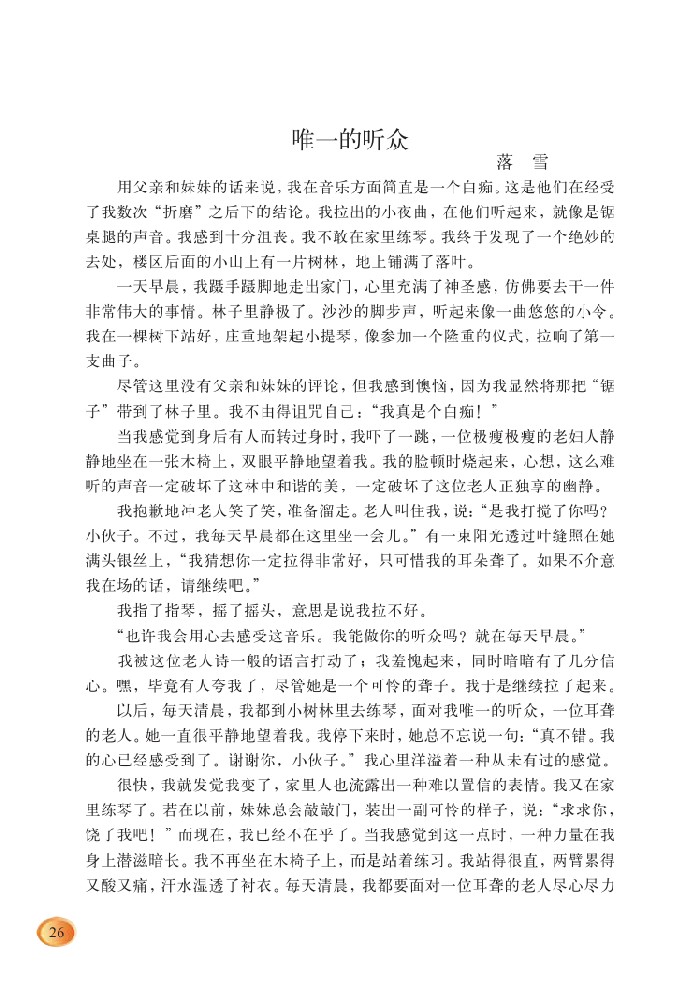 唯一的听众
落　雪
用父亲和妹妹的话来说，我在音乐方面简直是一个白痴。这是他们在经受
了我数次“折磨”之后下的结论。我拉出的小夜曲，在他们听起来，就像是锯
桌腿的声音。我感到十分沮丧。我不敢在家里练琴。我终于发现了一个绝妙的
去处，楼区后面的小山上有一片树林，地上铺满了落叶。
一天早晨，我蹑手蹑脚地走出家门，心里充满了神圣感，仿佛要去干一件
非常伟大的事情。林子里静极了。沙沙的脚步声，听起来像一曲悠悠的小令。
我在一棵树下站好，庄重地架起小提琴，像参加一个隆重的仪式，拉响了第一
支曲子。
尽管这里没有父亲和妹妹的评论，但我感到懊恼，因为我显然将那把“锯
子”带到了林子里。我不由得诅咒自己：“我真是个白痴！”
当我感觉到身后有人而转过身时，我吓了一跳，一位极瘦极瘦的老妇人静
静地坐在一张木椅上，双眼平静地望着我。我的脸顿时烧起来，心想，这么难
听的声音一定破坏了这林中和谐的美，一定破坏了这位老人正独享的幽静。
我抱歉地冲老人笑了笑，准备溜走。老人叫住我，说：“是我打搅了你吗？
小伙子。不过，我每天早晨都在这里坐一会儿。”有一束阳光透过叶缝照在她
满头银丝上，“我猜想你一定拉得非常好，只可惜我的耳朵聋了。如果不介意
我在场的话，请继续吧。”
我指了指琴，摇了摇头，意思是说我拉不好。
“也许我会用心去感受这音乐。我能做你的听众吗？就在每天早晨。”
我被这位老人诗一般的语言打动了；我羞愧起来，同时暗暗有了几分信
心。嘿，毕竟有人夸我了，尽管她是一个可怜的聋子。我于是继续拉了起来。
以后，每天清晨，我都到小树林里去练琴，面对我唯一的听众，一位耳聋
的老人。她一直很平静地望着我。我停下来时，她总不忘说一句：“真不错。我
的心已经感受到了。谢谢你，小伙子。”我心里洋溢着一种从未有过的感觉。
很快，我就发觉我变了，家里人也流露出一种难以置信的表情。我又在家
里练琴了。若在以前，妹妹总会敲敲门，装出一副可怜的样子，说：“求求你，
饶了我吧！”而现在，我已经不在乎了。当我感觉到这一点时，一种力量在我
身上潜滋暗长。我不再坐在木椅子上，而是站着练习。我站得很直，两臂累得
又酸又痛，汗水湿透了衬衣。每天清晨，我都要面对一位耳聋的老人尽心尽力
26